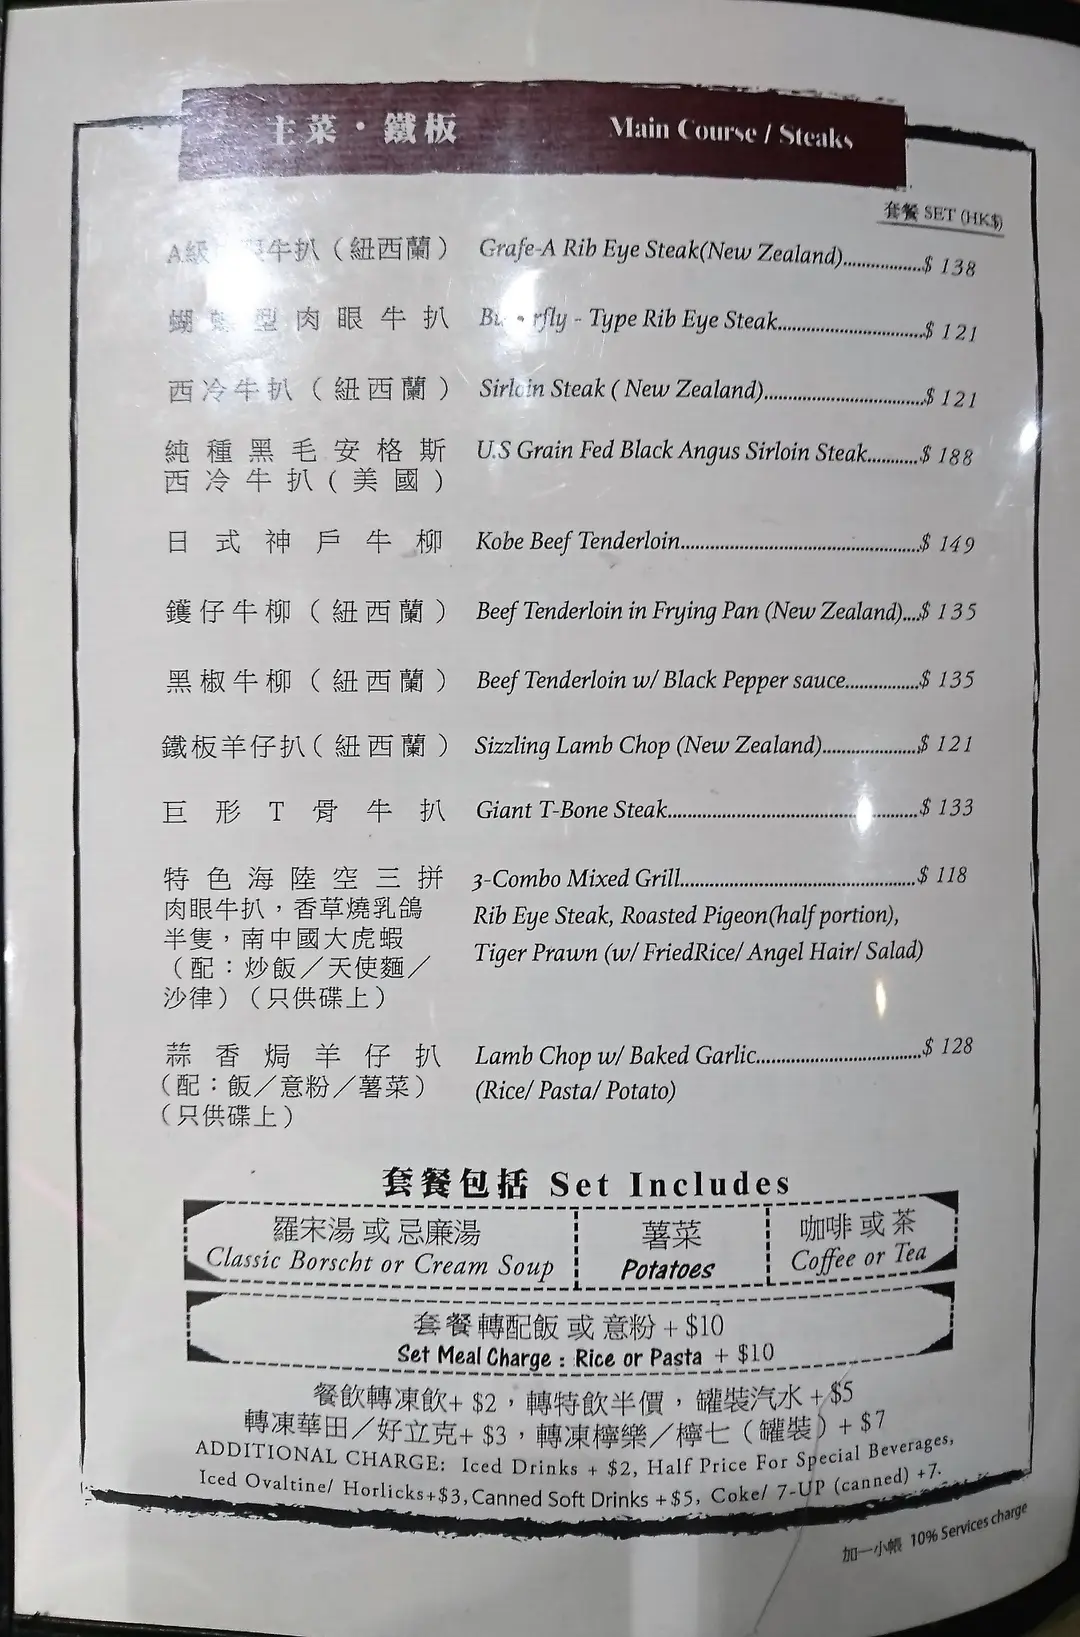 主菜・鐵板 Main Course / Steaks
套餐 SET (HK$)
A級 眼牛扒（紐西蘭） Grafe-A Rib Eye Steak(New Zealand)....................$ 138
蝴 型肉眼牛扒 - Type Rib Eye Steak....................$ 121
西冷牛扒（紐西蘭） Sirloin Steak ( New Zealand)....................$ 121
純種黑毛安格斯 U.S Grain Fed Black Angus Sirloin Steak...........$ 188
西冷牛扒(美國)
日式神戶牛柳 Kobe Beef Tenderloin....................$ 149
鑊仔牛柳（紐西蘭） Beef Tenderloin in Frying Pan (New Zealand)....$ 135
黑椒牛柳（紐西蘭） Beef Tenderloin w/ Black Pepper sauce.................$ 135
鐵板羊仔扒(紐西蘭） Sizzling Lamb Chop (New Zealand)....................$ 121
巨形T骨牛扒 Giant T-Bone Steak....................$ 133
特色海陸空三拼 3-Combo Mixed Grill....................$ 118
肉眼牛扒，香草燒乳鴿 Rib Eye Steak, Roasted Pigeon(half portion),
半隻，南中國大虎蝦
（配：炒飯／天使麵／ Tiger Prawn (w/ FriedRice/ Angel Hair/ Salad)
沙律）（只供碟上）
蒜香焗羊仔扒 Lamb Chop w/ Baked Garlic....................$ 128
（配：飯／意粉／薯菜） (Rice/ Pasta/ Potato)
（只供碟上）
套餐包括 Set Includes
羅宋湯 或 忌廉湯 薯菜 咖啡 或 茶
Classic Borscht or Cream Soup Potatoes Coffee or Tea
套餐 轉配飯 或 意粉 + $10
Set Meal Charge : Rice or Pasta + $10
餐飲轉凍飲+ $2，轉特飲半價，罐裝汽水 + $5
轉凍華田／好立克+ $3，轉凍檸樂／檸七（罐裝）+ $7
ADDITIONAL CHARGE: Iced Drinks + $2, Half Price For Special Beverages,
Iced Ovaltine/ Horlicks+$3, Canned Soft Drinks +$5, Coke/ 7-UP (canned) +7.
加一小帳 10% Services charge